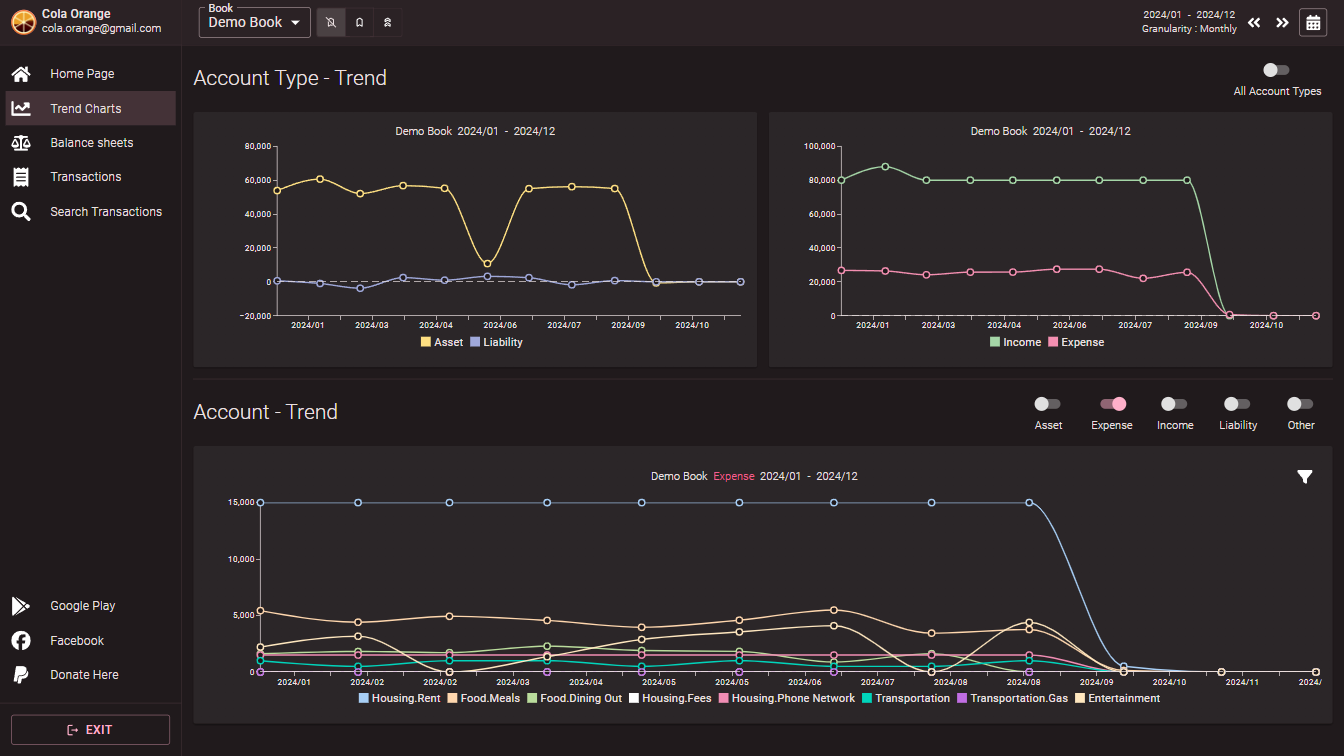 Cola Orange
cola.orange@gmail.com
Book
Demo Book
2024/01 - 2024/12
Granularity : Monthly
Home Page
Trend Charts
Balance sheets
Transactions
Search Transactions
Google Play
Facebook
Donate Here
EXIT
Account Type - Trend
All Account Types
Demo Book 2024/01 - 2024/12
80,000
60,000
40,000
20,000
0
−20,000
2024/01 2024/03 2024/04 2024/06 2024/07 2024/09 2024/10
Asset Liability
Demo Book 2024/01 - 2024/12
100,000
80,000
60,000
40,000
20,000
0
2024/01 2024/03 2024/04 2024/06 2024/07 2024/09 2024/10
Income Expense
Account - Trend
Asset Expense Income Liability Other
Demo Book Expense 2024/01 - 2024/12
15,000
10,000
5,000
0
2024/01 2024/02 2024/02 2024/03 2024/04 2024/05 2024/05 2024/06 2024/07 2024/08 2024/09 2024/09 2024/10 2024/11 2024/
Housing.Rent Food.Meals Food.Dining Out Housing.Fees Housing.Phone Network Transportation Transportation.Gas Entertainment